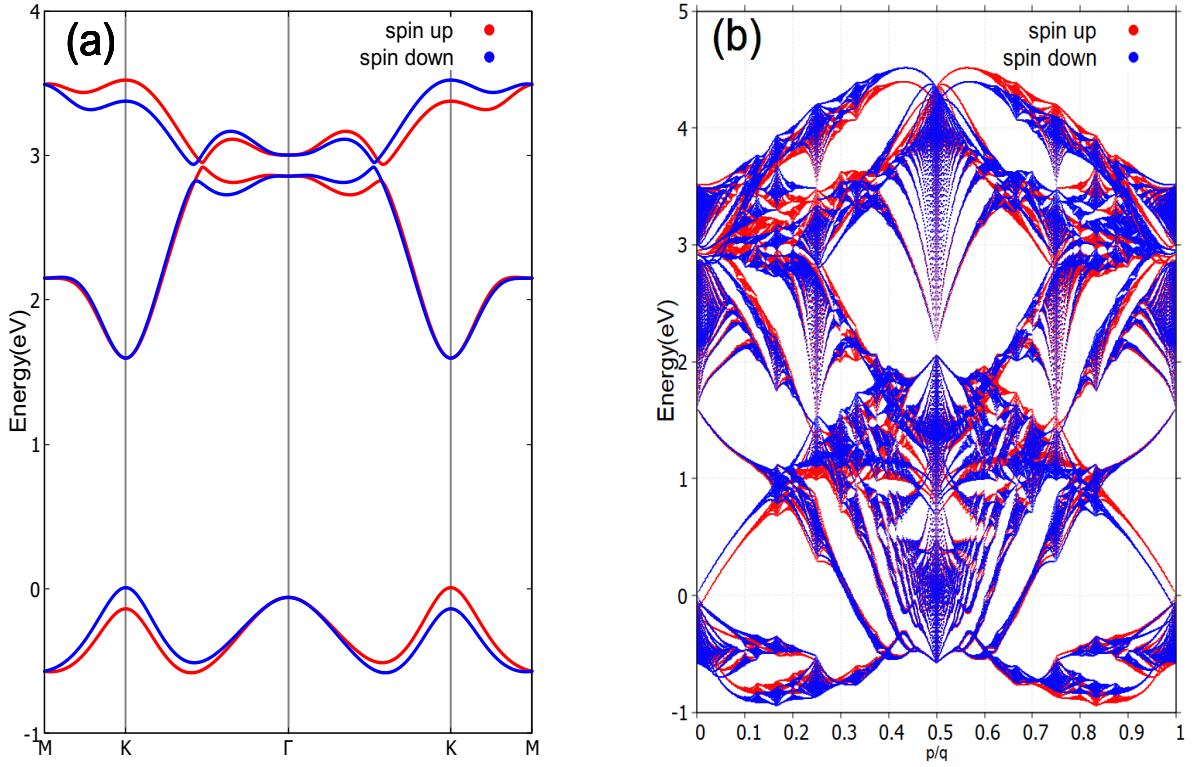 (a)
spin up
spin down
Energy(eV)
4
3
2
1
0
-1
M K Γ K M
(b)
spin up
spin down
Energy(eV)
5
4
3
2
1
0
-1
0 0.1 0.2 0.3 0.4 0.5 0.6 0.7 0.8 0.9 1
p/q